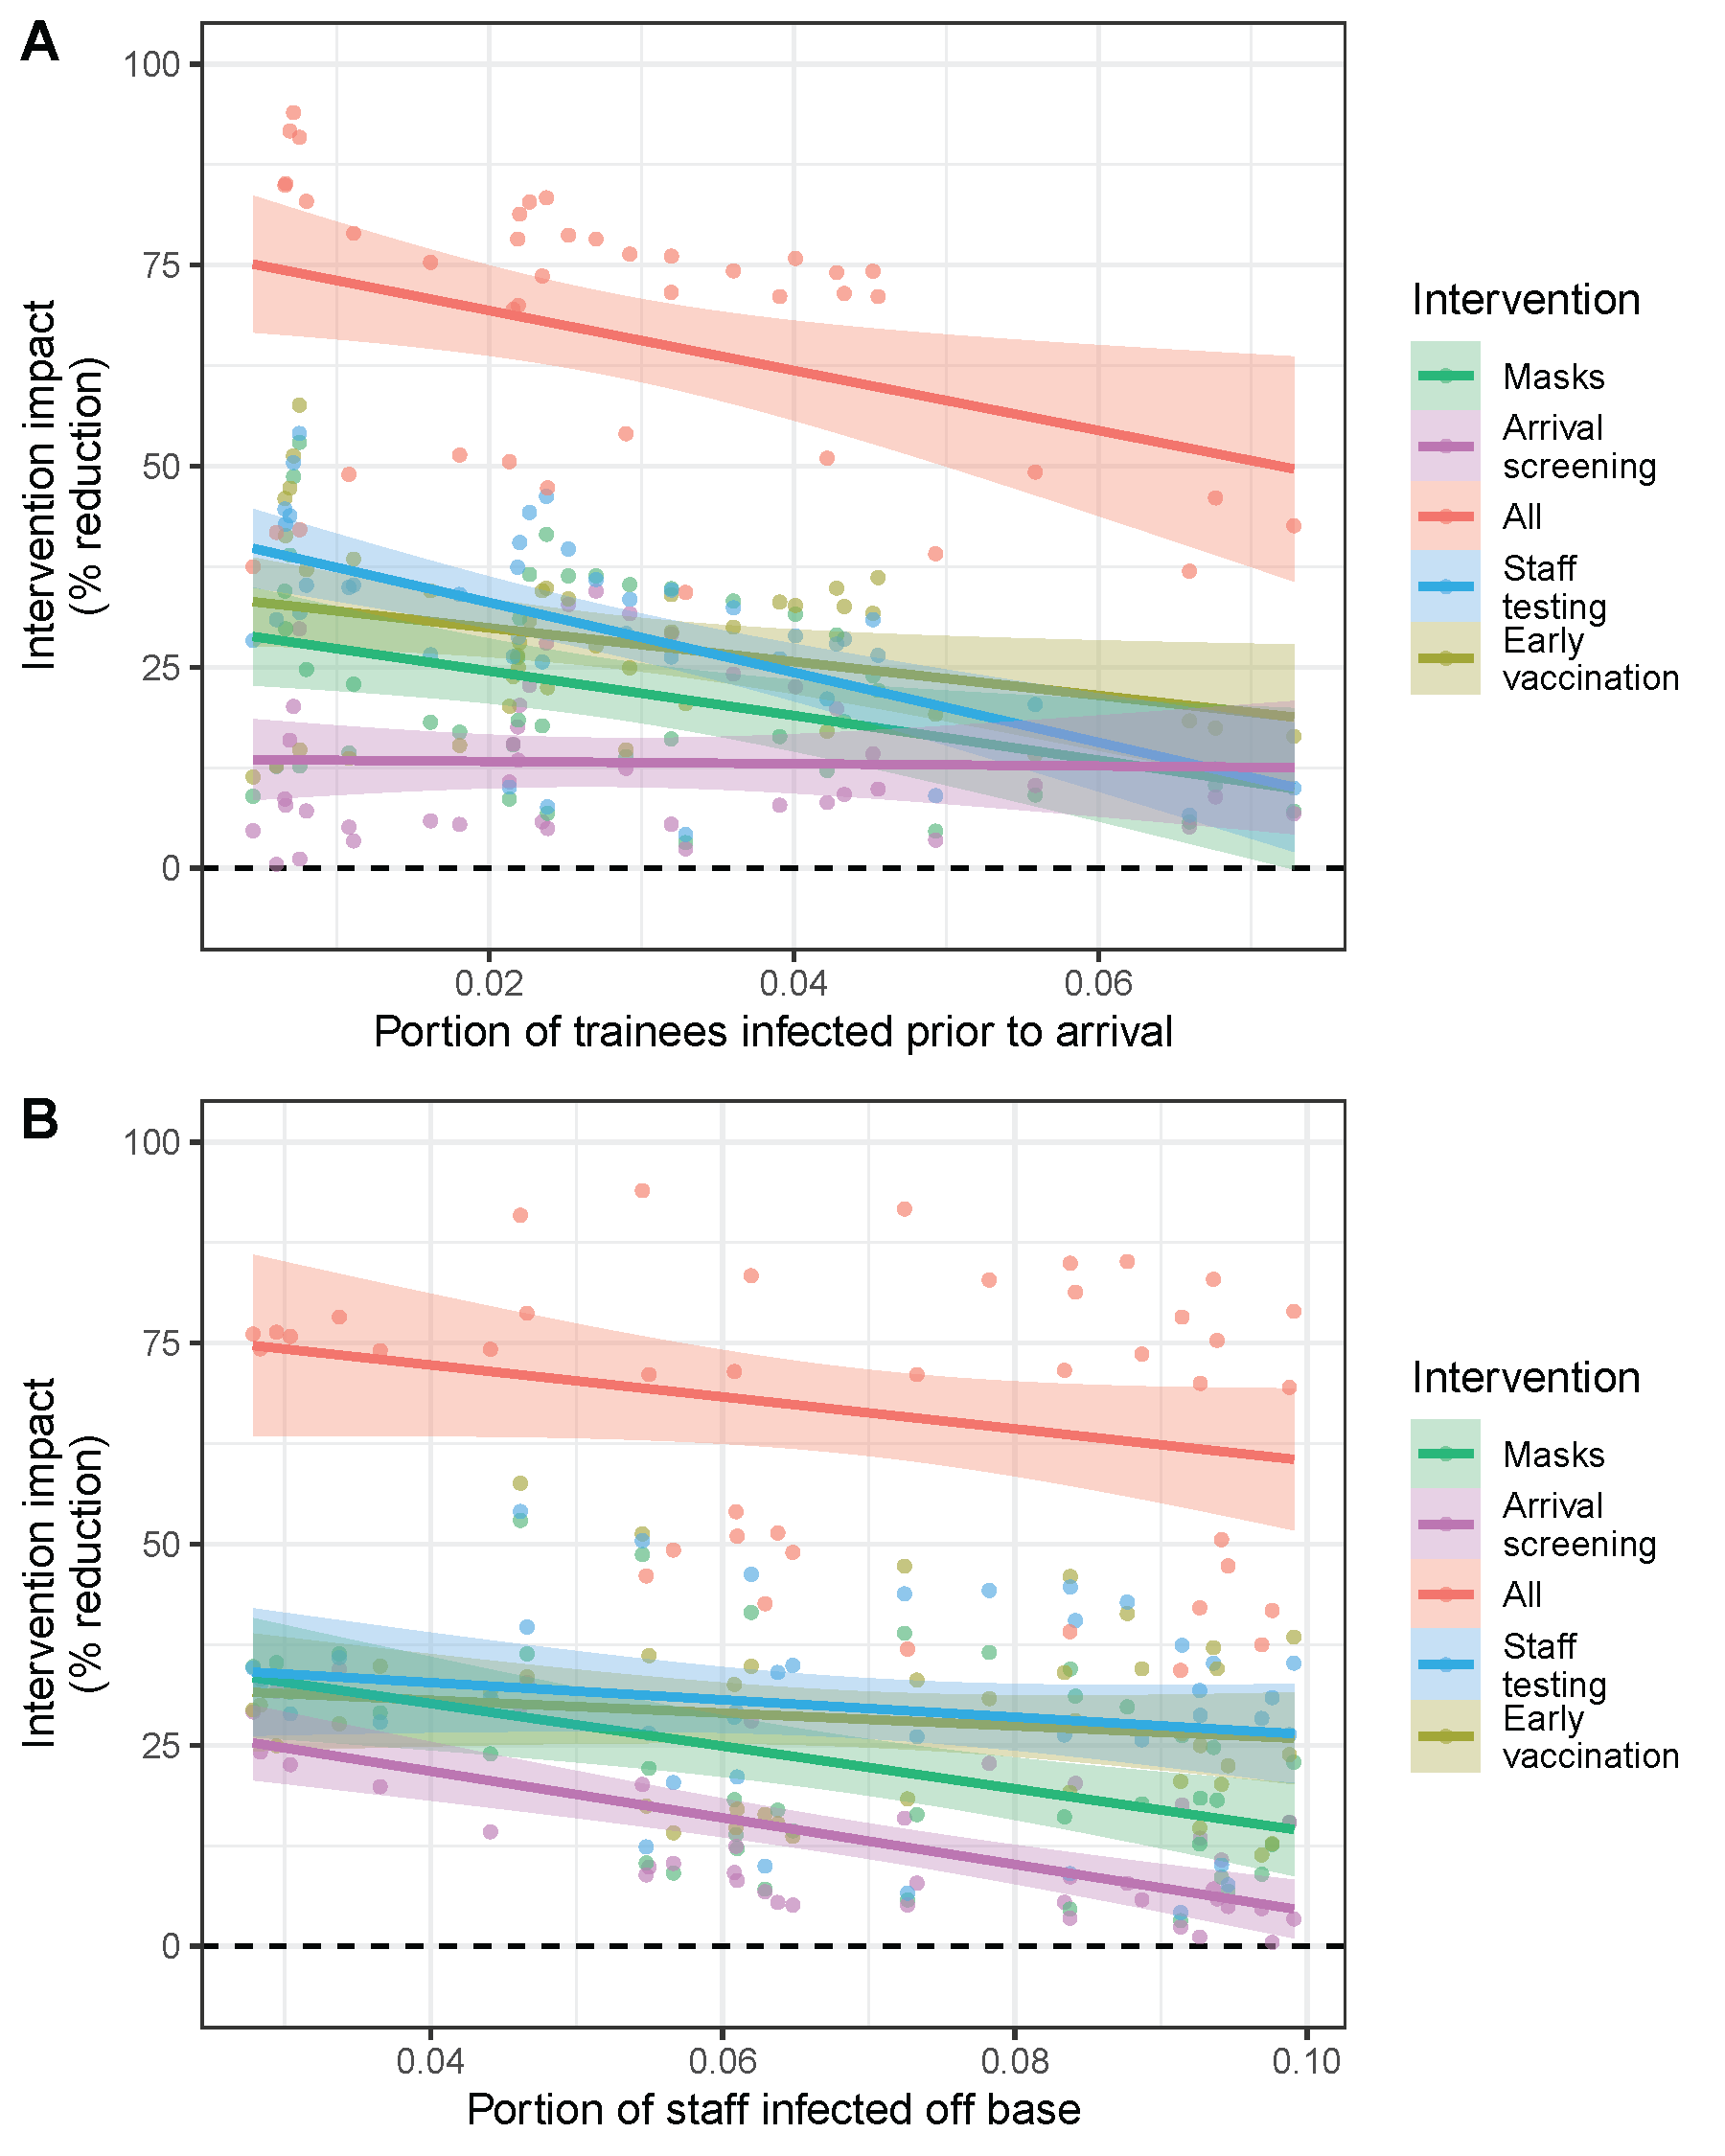 A
100
75
50
25
0
Intervention impact
(% reduction)
0.02
0.04
0.06
Portion of trainees infected prior to arrival
Intervention
Masks
Arrival
screening
All
Staff
testing
Early
vaccination
B
100
75
50
25
0
Intervention impact
(% reduction)
0.04
0.06
0.08
0.10
Portion of staff infected off base
Intervention
Masks
Arrival
screening
All
Staff
testing
Early
vaccination